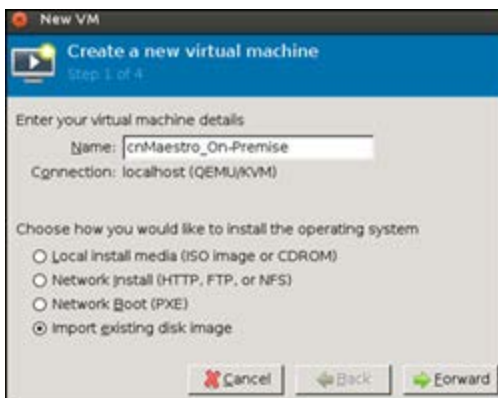 New VM
Create a new virtual machine
Step 1 of 4
Enter your virtual machine details
Name: cnMaestro_On-Premise
Connection: localhost (QEMU/KVM)
Choose how you would like to install the operating system
Local install media (ISO image or CDROM)
Network Install (HTTP, FTP, or NFS)
Network Boot (PXE)
Import existing disk image
Cancel Back Forward